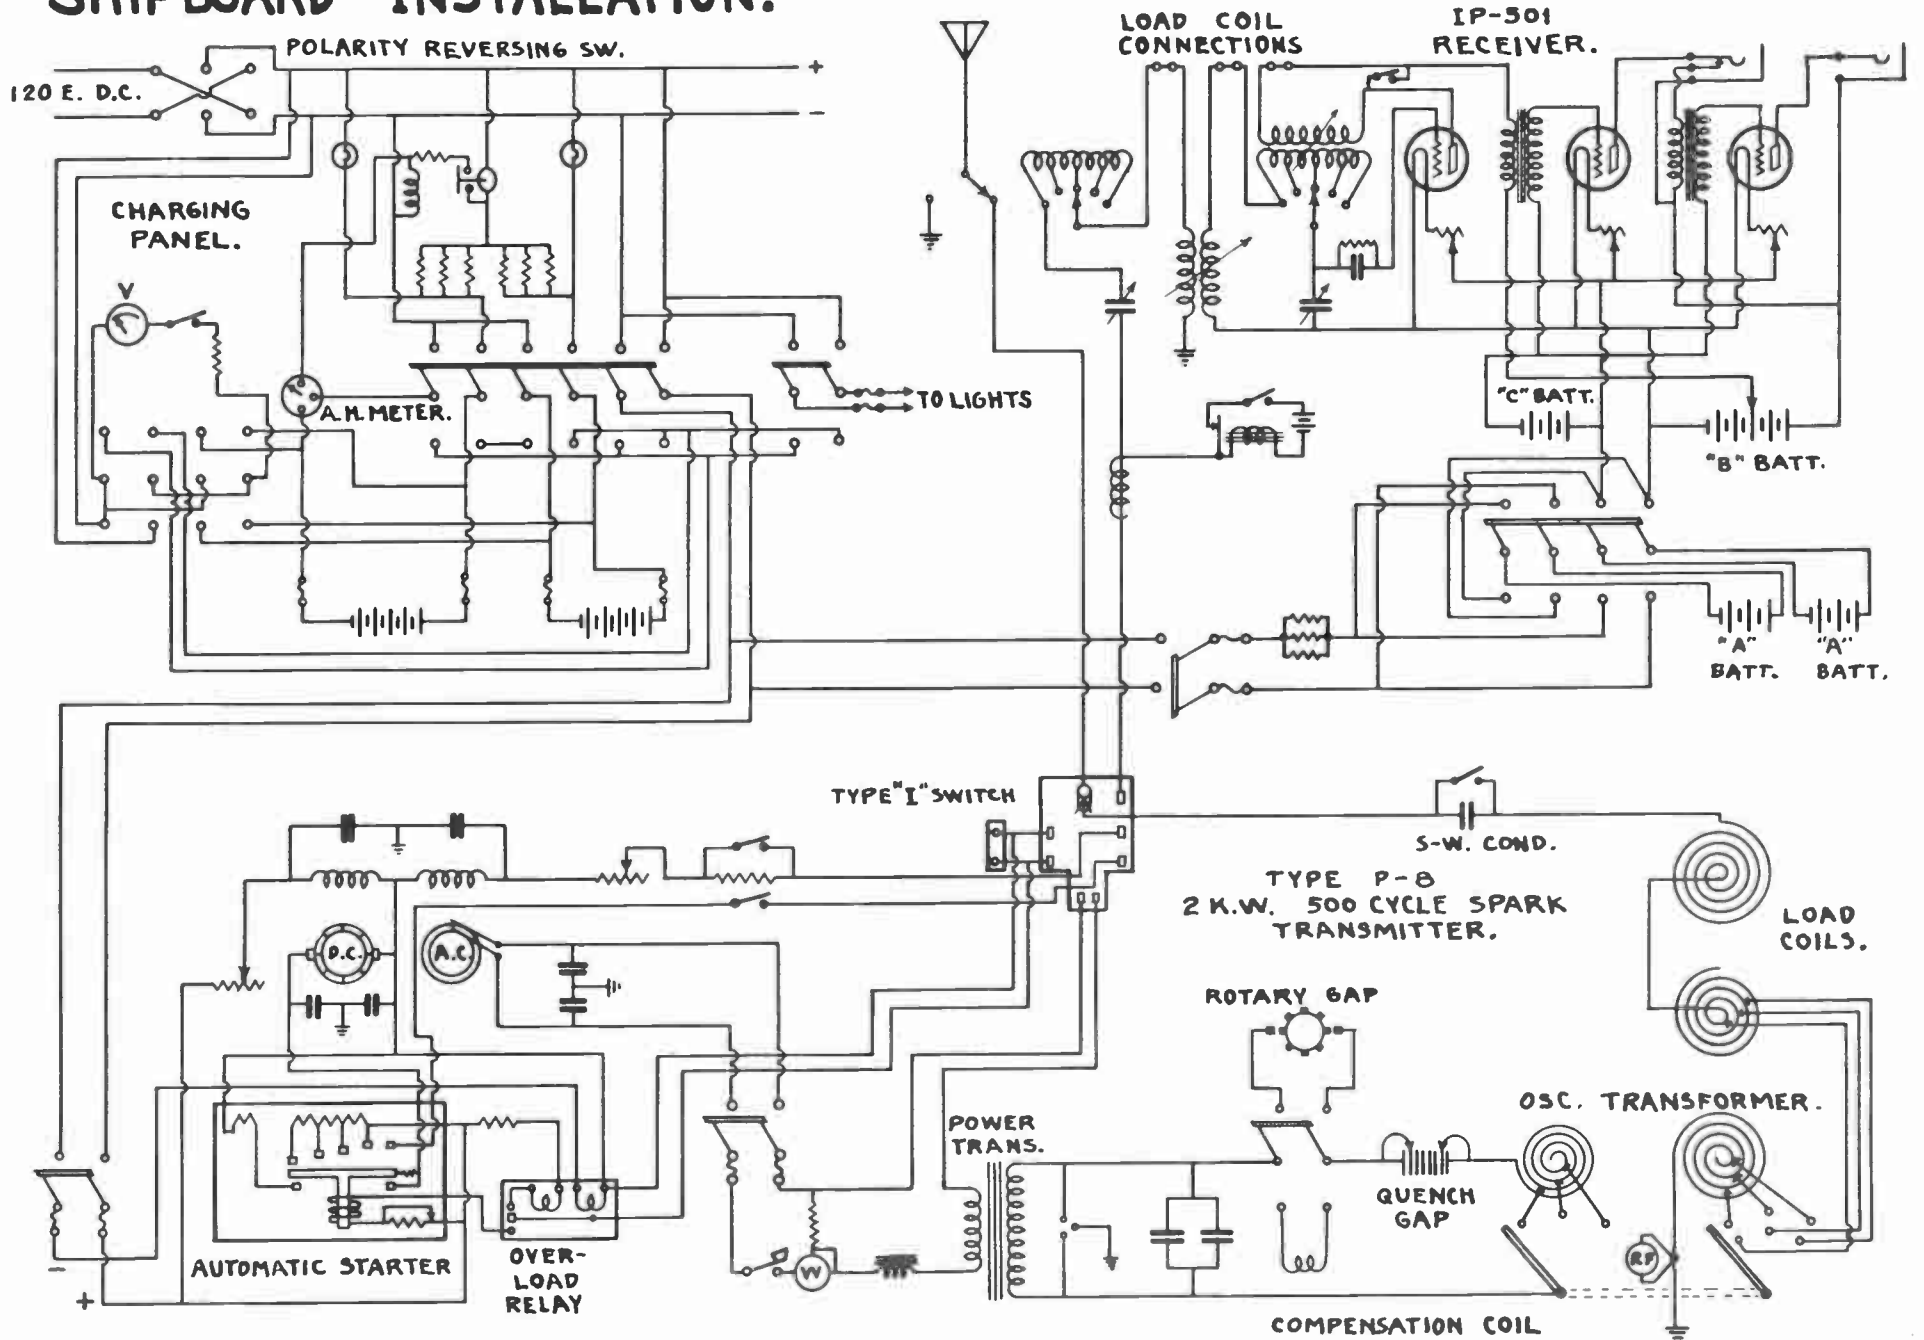 SHIPBOARD INSTALLATION.
POLARITY REVERSING SW.
+
120 E. D.C.
-
LOAD COIL
CONNECTIONS
IP-501
RECEIVER.
CHARGING
PANEL.
V
A.H. METER.
TO LIGHTS
"C" BATT.
"B" BATT.
"A"
BATT.
"A"
BATT.
TYPE "I" SWITCH
S-W. COND.
TYPE P-8
2 K.W. 500 CYCLE SPARK
TRANSMITTER.
LOAD
COILS.
D.C.
A.C.
ROTARY GAP
OSC. TRANSFORMER.
POWER
TRANS.
QUENCH
GAP
RF
W
AUTOMATIC STARTER
OVER-
LOAD
RELAY
-
+
COMPENSATION COIL